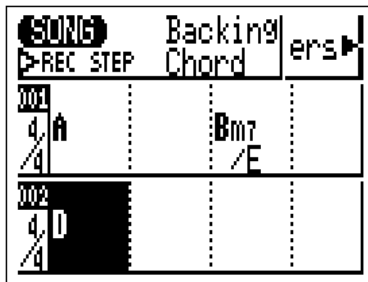 SONG Backing ers
REC STEP Chord
001
4/4 A Bm7/E
002
4/4 D